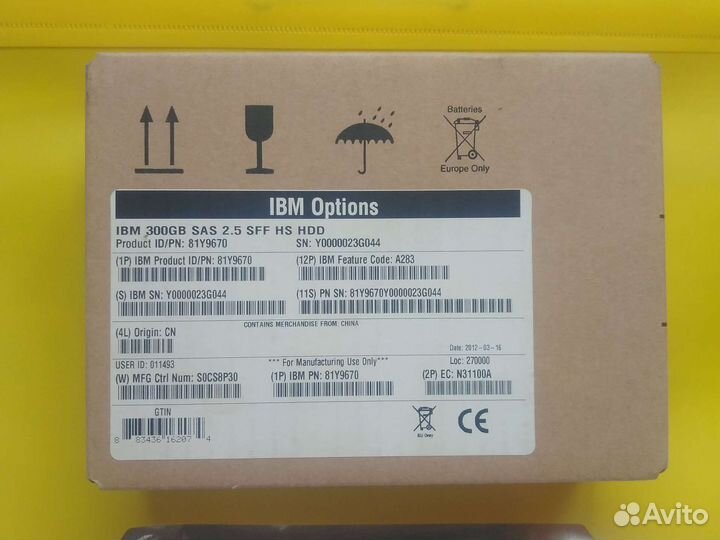 Batteries
Europe Only
IBM Options
IBM 300GB SAS 2.5 SFF HS HDD
Product ID/PN: 81Y9670 SN: Y0000023G044
(1P) IBM Product ID/PN: 81Y9670 (12P) IBM Feature Code: A283
(S) IBM SN: Y0000023G044 (11S) PN SN: 81Y9670Y0000023G044
CONTAINS MERCHANDISE FROM: CHINA
(4L) Origin: CN
Date: 2012-03-16
USER ID: 011493 *** For Manufacturing Use Only*** Loc: 270000
(W) MFG Ctrl Num: S0CS8P30 (1P) IBM PN: 81Y9670 (2P) EC: N31100A
GTIN
8 83436 16207 4
EU Only
CE
Avito